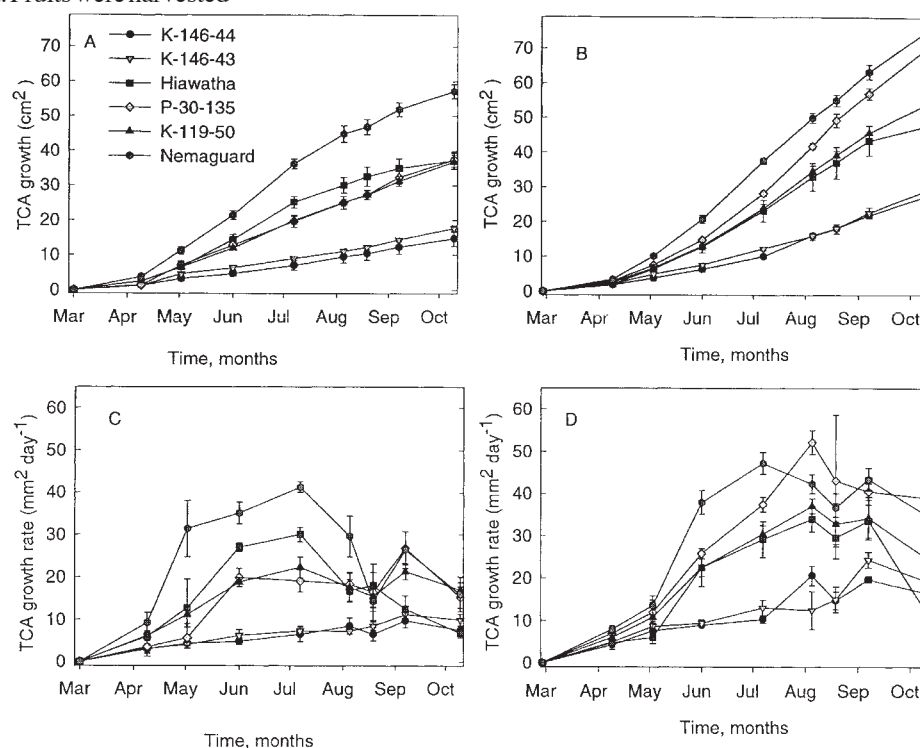 Fruits were harvested
A
K-146-44
K-146-43
Hiawatha
P-30-135
K-119-50
Nemaguard
TCA growth (cm²)
70
60
50
40
30
20
10
0
Mar Apr May Jun Jul Aug Sep Oct
Time, months
B
TCA growth (cm²)
70
60
50
40
30
20
10
0
Mar Apr May Jun Jul Aug Sep Oct
Time, months
C
TCA growth rate (mm² day⁻¹)
60
50
40
30
20
10
0
Mar Apr May Jun Jul Aug Sep Oct
Time, months
D
TCA growth rate (mm² day⁻¹)
60
50
40
30
20
10
0
Mar Apr May Jun Jul Aug Sep Oct
Time, months